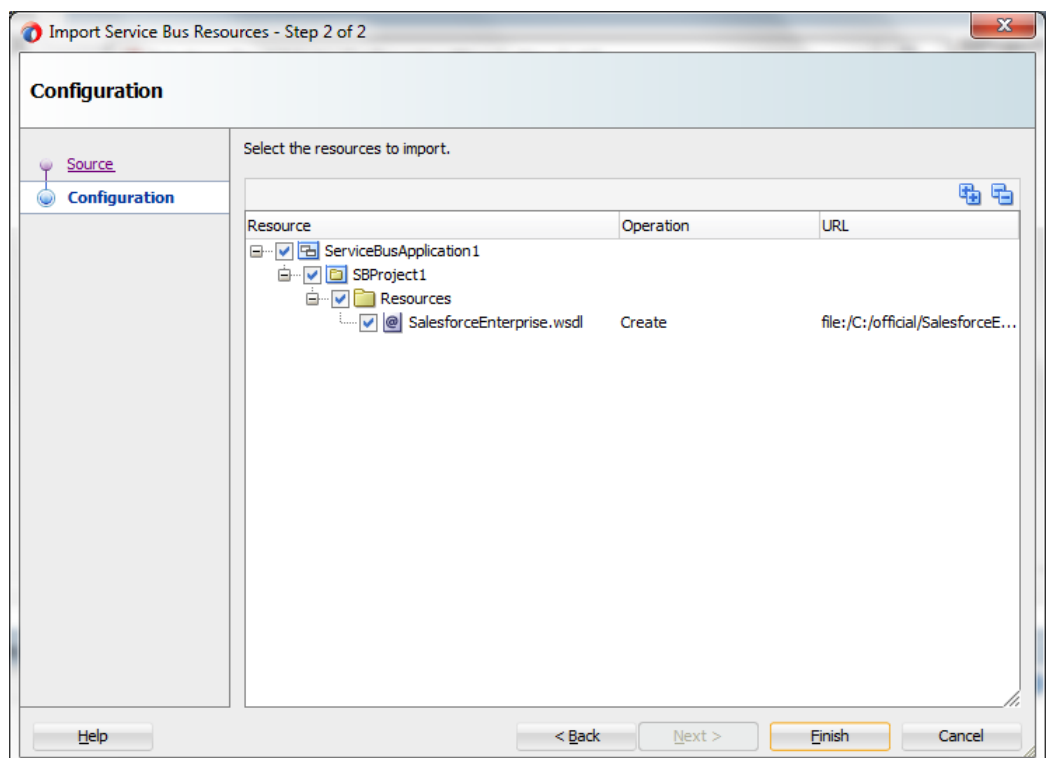 Import Service Bus Resources - Step 2 of 2
Configuration
Source
Configuration
Select the resources to import.
Resource Operation URL
ServiceBusApplication1
SBProject1
Resources
SalesforceEnterprise.wsdl Create file:/C:/official/SalesforceE...
Help < Back Next > Finish Cancel